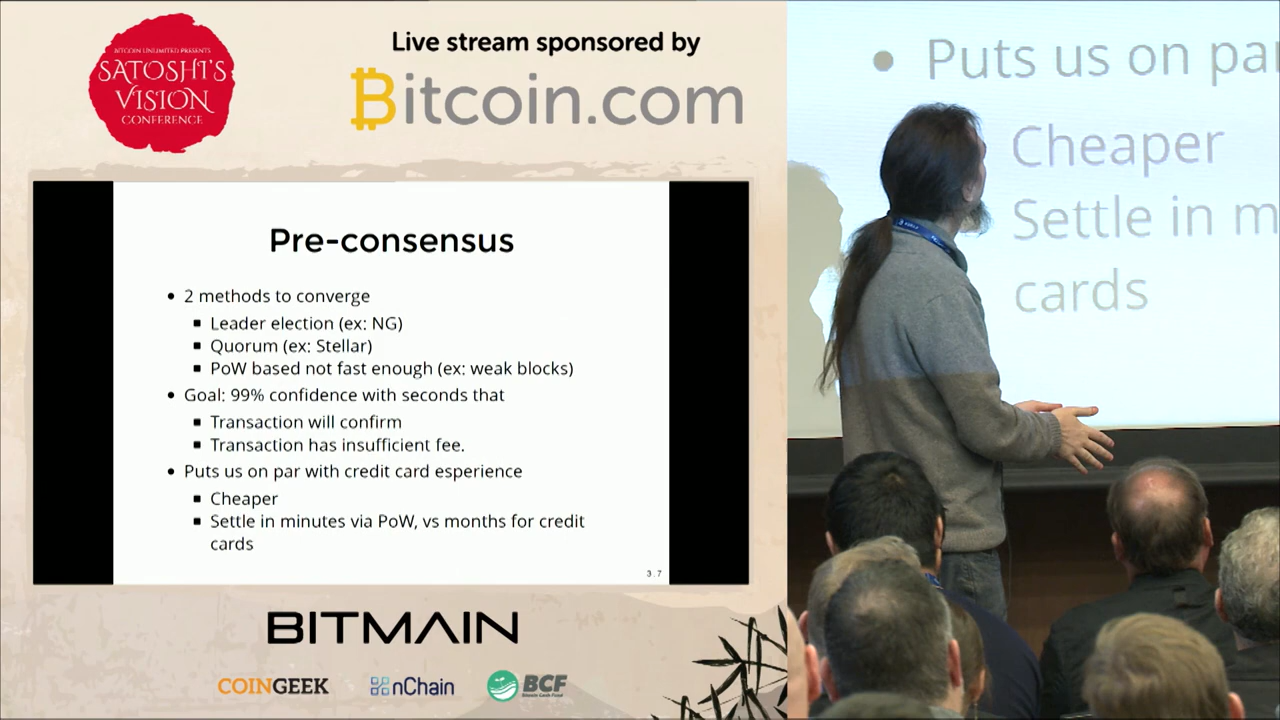 BITCOIN UNLIMITED PRESENTS
SATOSHI'S
VISION
CONFERENCE
Live stream sponsored by
Bitcoin.com
Pre-consensus
2 methods to converge
Leader election (ex: NG)
Quorum (ex: Stellar)
PoW based not fast enough (ex: weak blocks)
Goal: 99% confidence with seconds that
Transaction will confirm
Transaction has insufficient fee.
Puts us on par with credit card esperience
Cheaper
Settle in minutes via PoW, vs months for credit
cards
3.7
BITMAIN
COINGEEK
nChain
BCF
Puts us on pa
Cheaper
Settle in m
cards